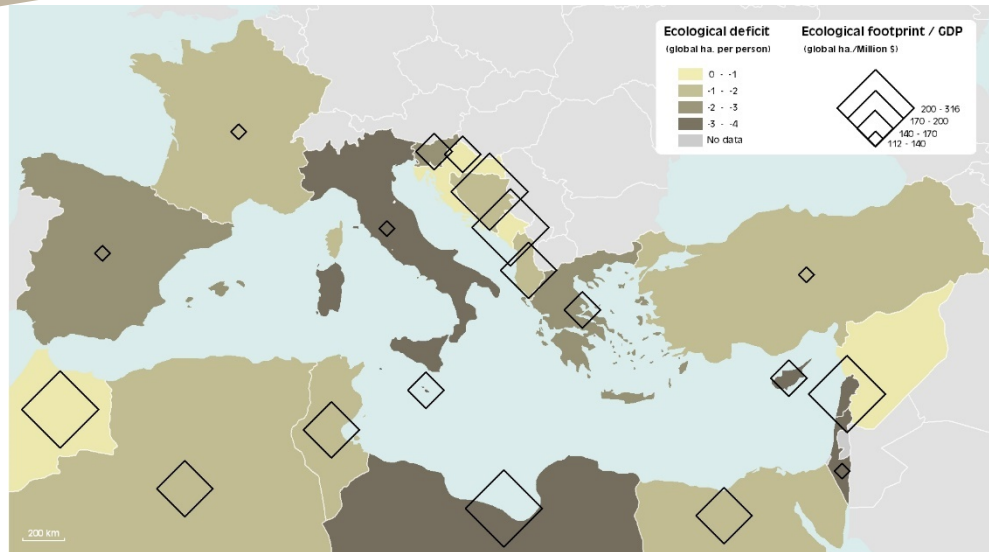 Ecological deficit
(global ha. per person)
0 - -1
-1 - -2
-2 - -3
-3 - -4
No data
Ecological footprint / GDP
(global ha./Million $)
200 - 316
170 - 200
140 - 170
112 - 140
200 km